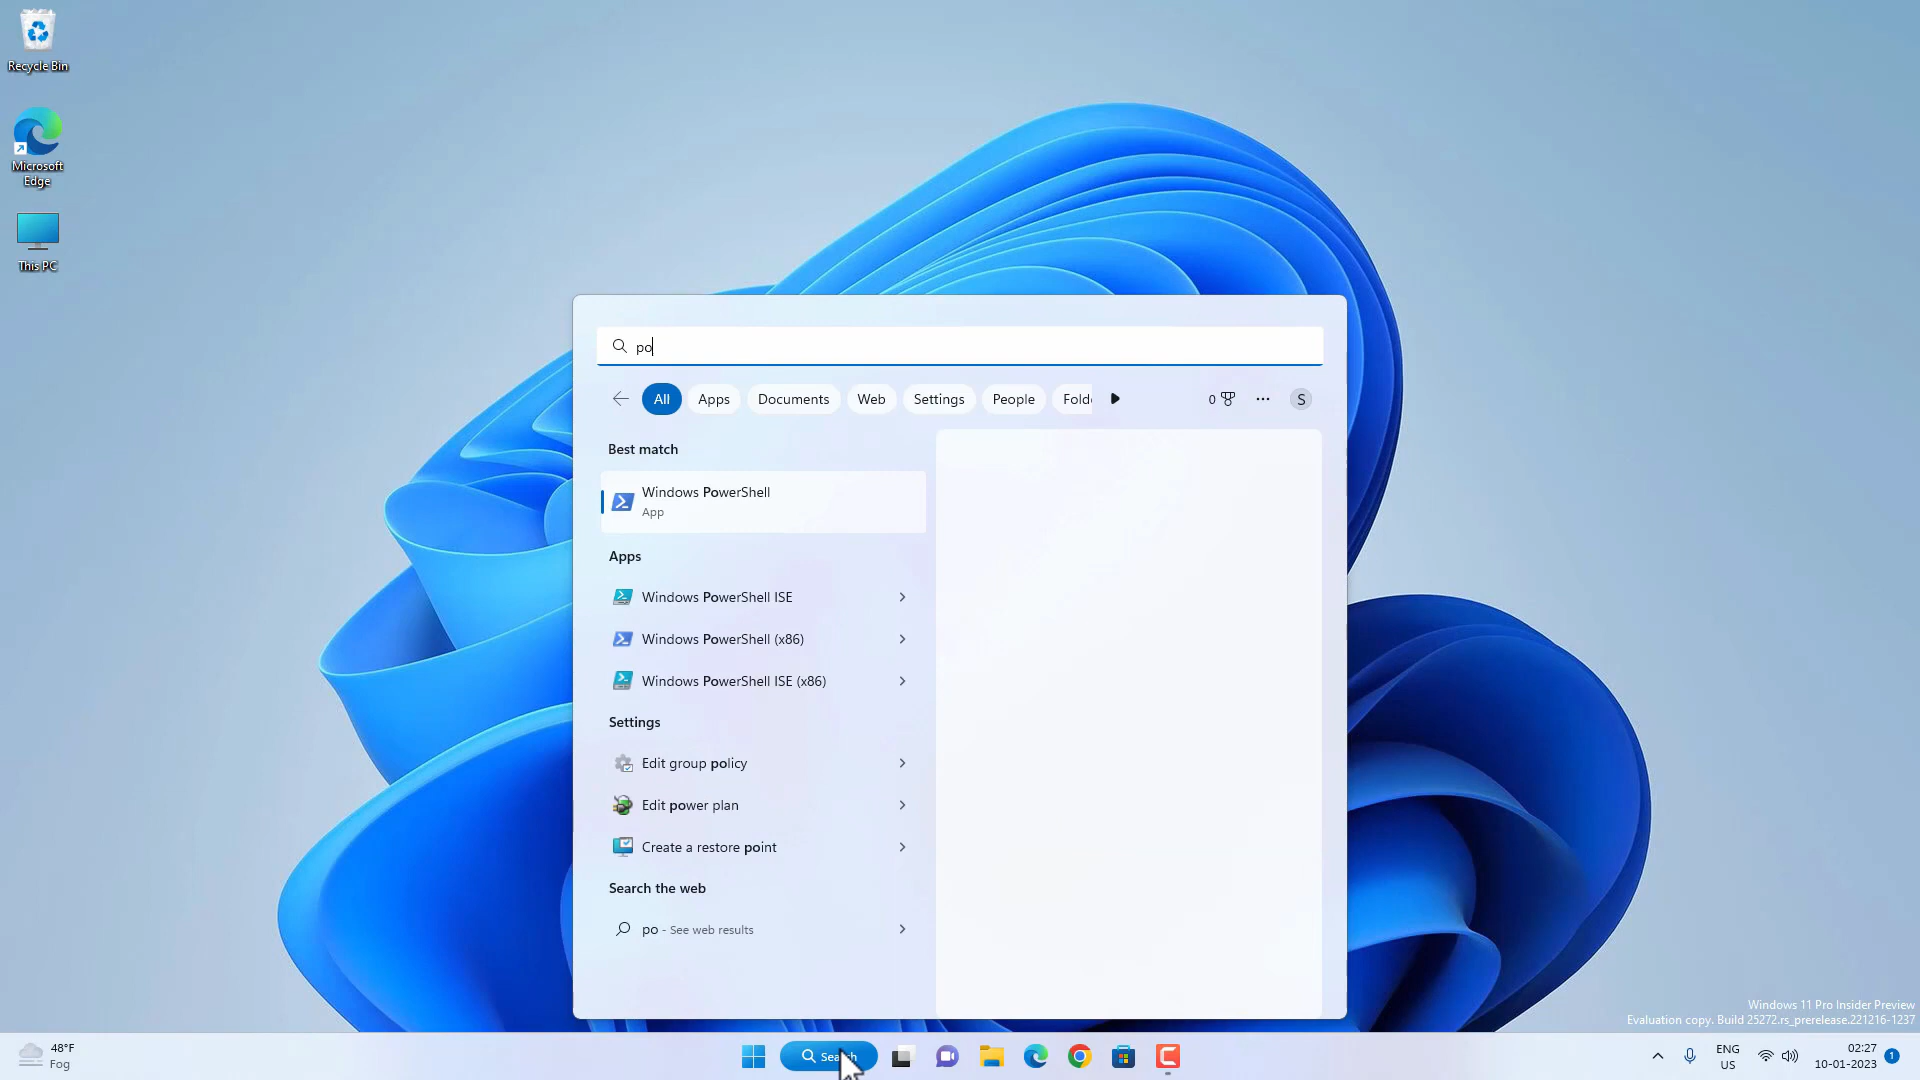 Recycle Bin
Microsoft
Edge
This PC
po
All
Apps
Documents
Web
Settings
People
Fold
0
S
Best match
Windows PowerShell
App
Apps
Windows PowerShell ISE
Windows PowerShell (x86)
Windows PowerShell ISE (x86)
Settings
Edit group policy
Edit power plan
Create a restore point
Search the web
po - See web results
Windows 11 Pro Insider Preview
Evaluation copy. Build 25272.rs_prerelease.221216-1237
48°F
Fog
Search
ENG
US
02:27
10-01-2023
1